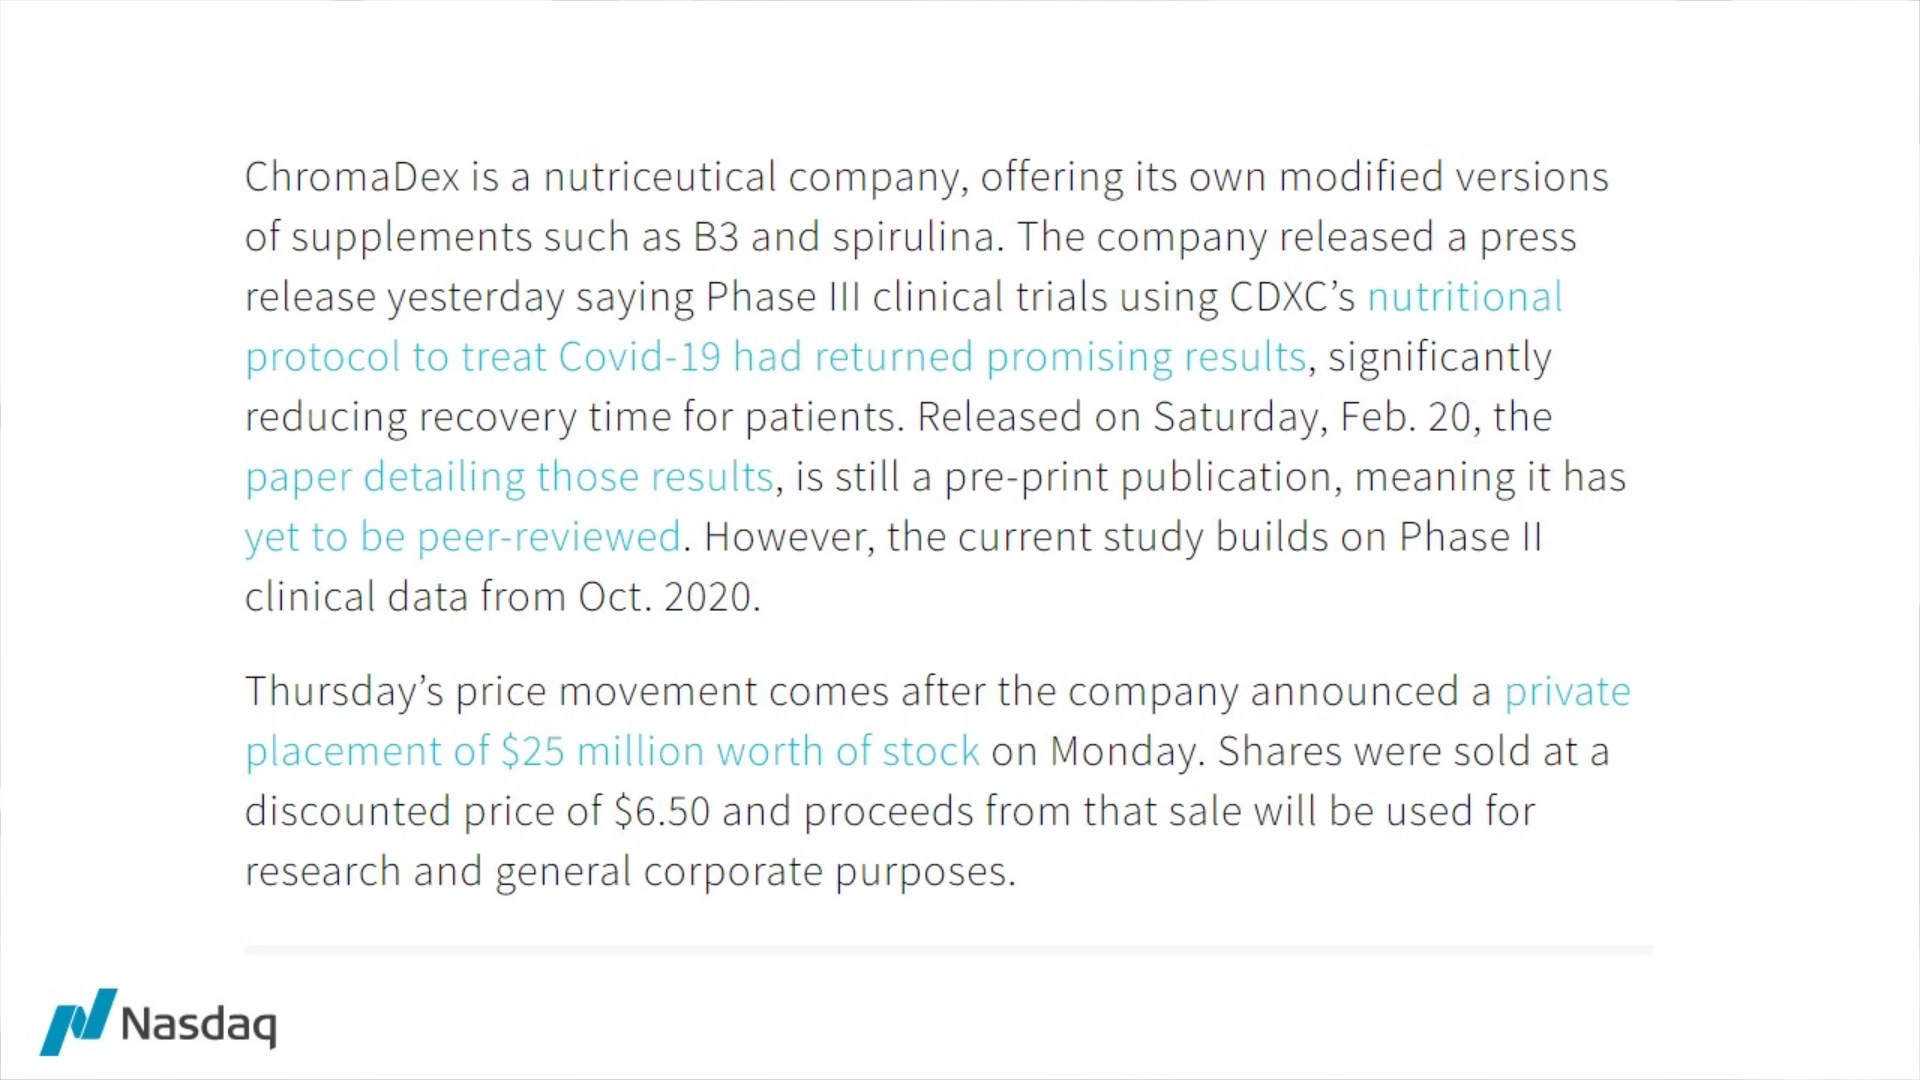 ChromaDex is a nutriceutical company, offering its own modified versions
of supplements such as B3 and spirulina. The company released a press
release yesterday saying Phase III clinical trials using CDXC’s nutritional
protocol to treat Covid-19 had returned promising results, significantly
reducing recovery time for patients. Released on Saturday, Feb. 20, the
paper detailing those results, is still a pre-print publication, meaning it has
yet to be peer-reviewed. However, the current study builds on Phase II
clinical data from Oct. 2020.
Thursday’s price movement comes after the company announced a private
placement of $25 million worth of stock on Monday. Shares were sold at a
discounted price of $6.50 and proceeds from that sale will be used for
research and general corporate purposes.
Nasdaq